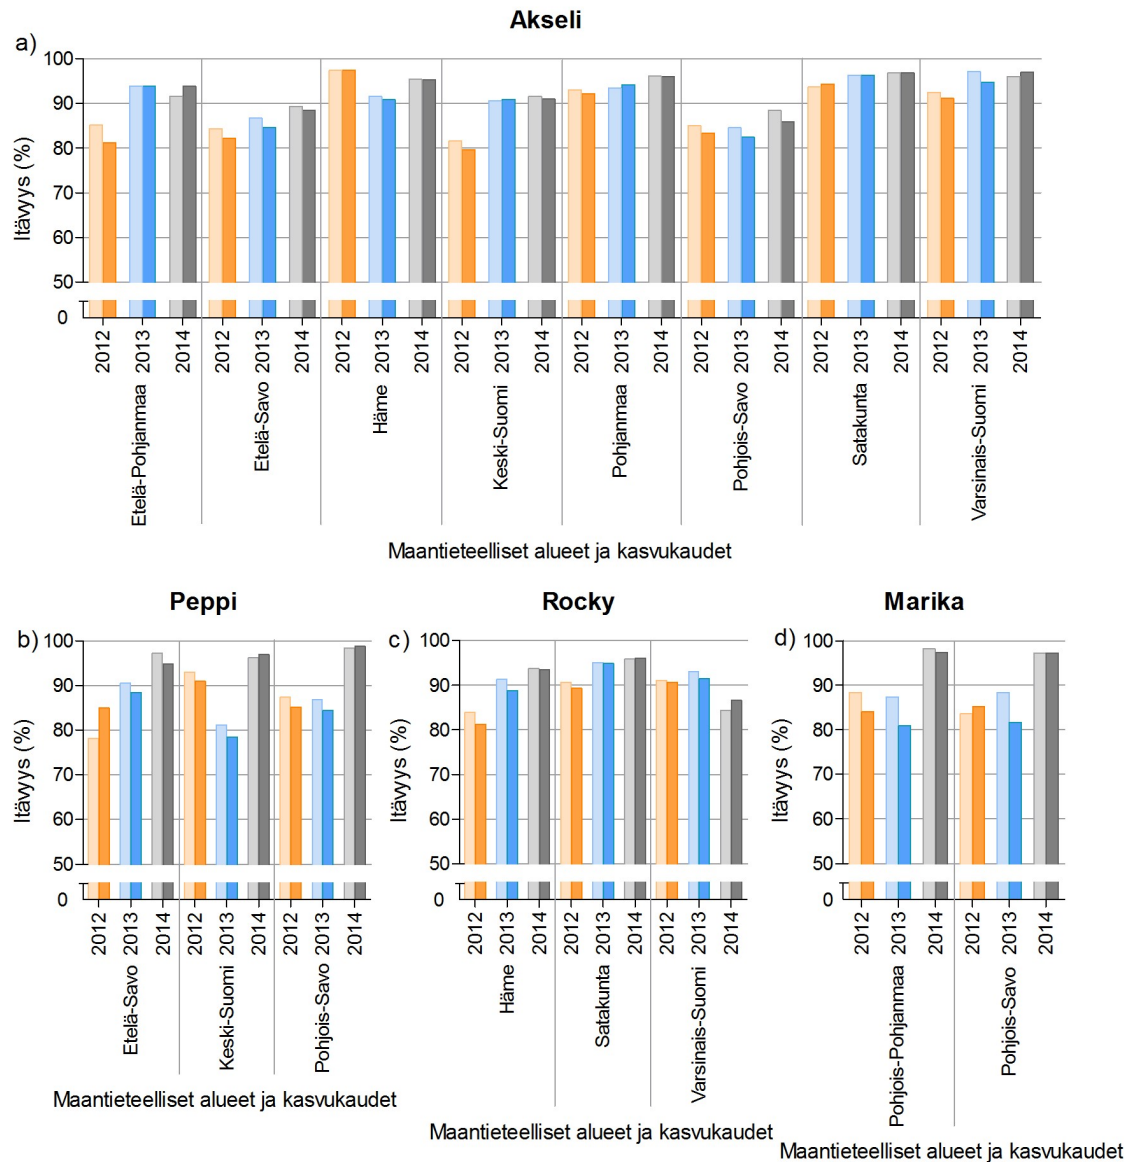 Akseli
a)
100
90
80
70
60
50
0
Itävyys (%)
2012 2013 2014 2012 2013 2014 2012 2013 2014 2012 2013 2014 2012 2013 2014 2012 2013 2014 2012 2013 2014 2012 2013 2014
Etelä-Pohjanmaa Etelä-Savo Häme Keski-Suomi Pohjanmaa Pohjois-Savo Satakunta Varsinais-Suomi
Maantieteelliset alueet ja kasvukaudet
Peppi
b)
100
90
80
70
60
50
0
Itävyys (%)
2012 2013 2014 2012 2013 2014 2012 2013 2014
Etelä-Savo Keski-Suomi Pohjois-Savo
Maantieteelliset alueet ja kasvukaudet
Rocky
c)
100
90
80
70
60
50
0
Itävyys (%)
2012 2013 2014 2012 2013 2014 2012 2013 2014
Häme Satakunta Varsinais-Suomi
Maantieteelliset alueet ja kasvukaudet
Marika
d)
100
90
80
70
60
50
0
Itävyys (%)
2012 2013 2014 2012 2013 2014
Pohjois-Pohjanmaa Pohjois-Savo
Maantieteelliset alueet ja kasvukaudet